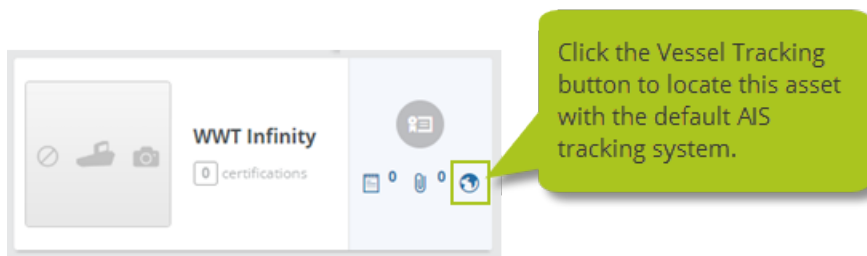 WWT Infinity
0 certifications
0 0
Click the Vessel Tracking
button to locate this asset
with the default AIS
tracking system.